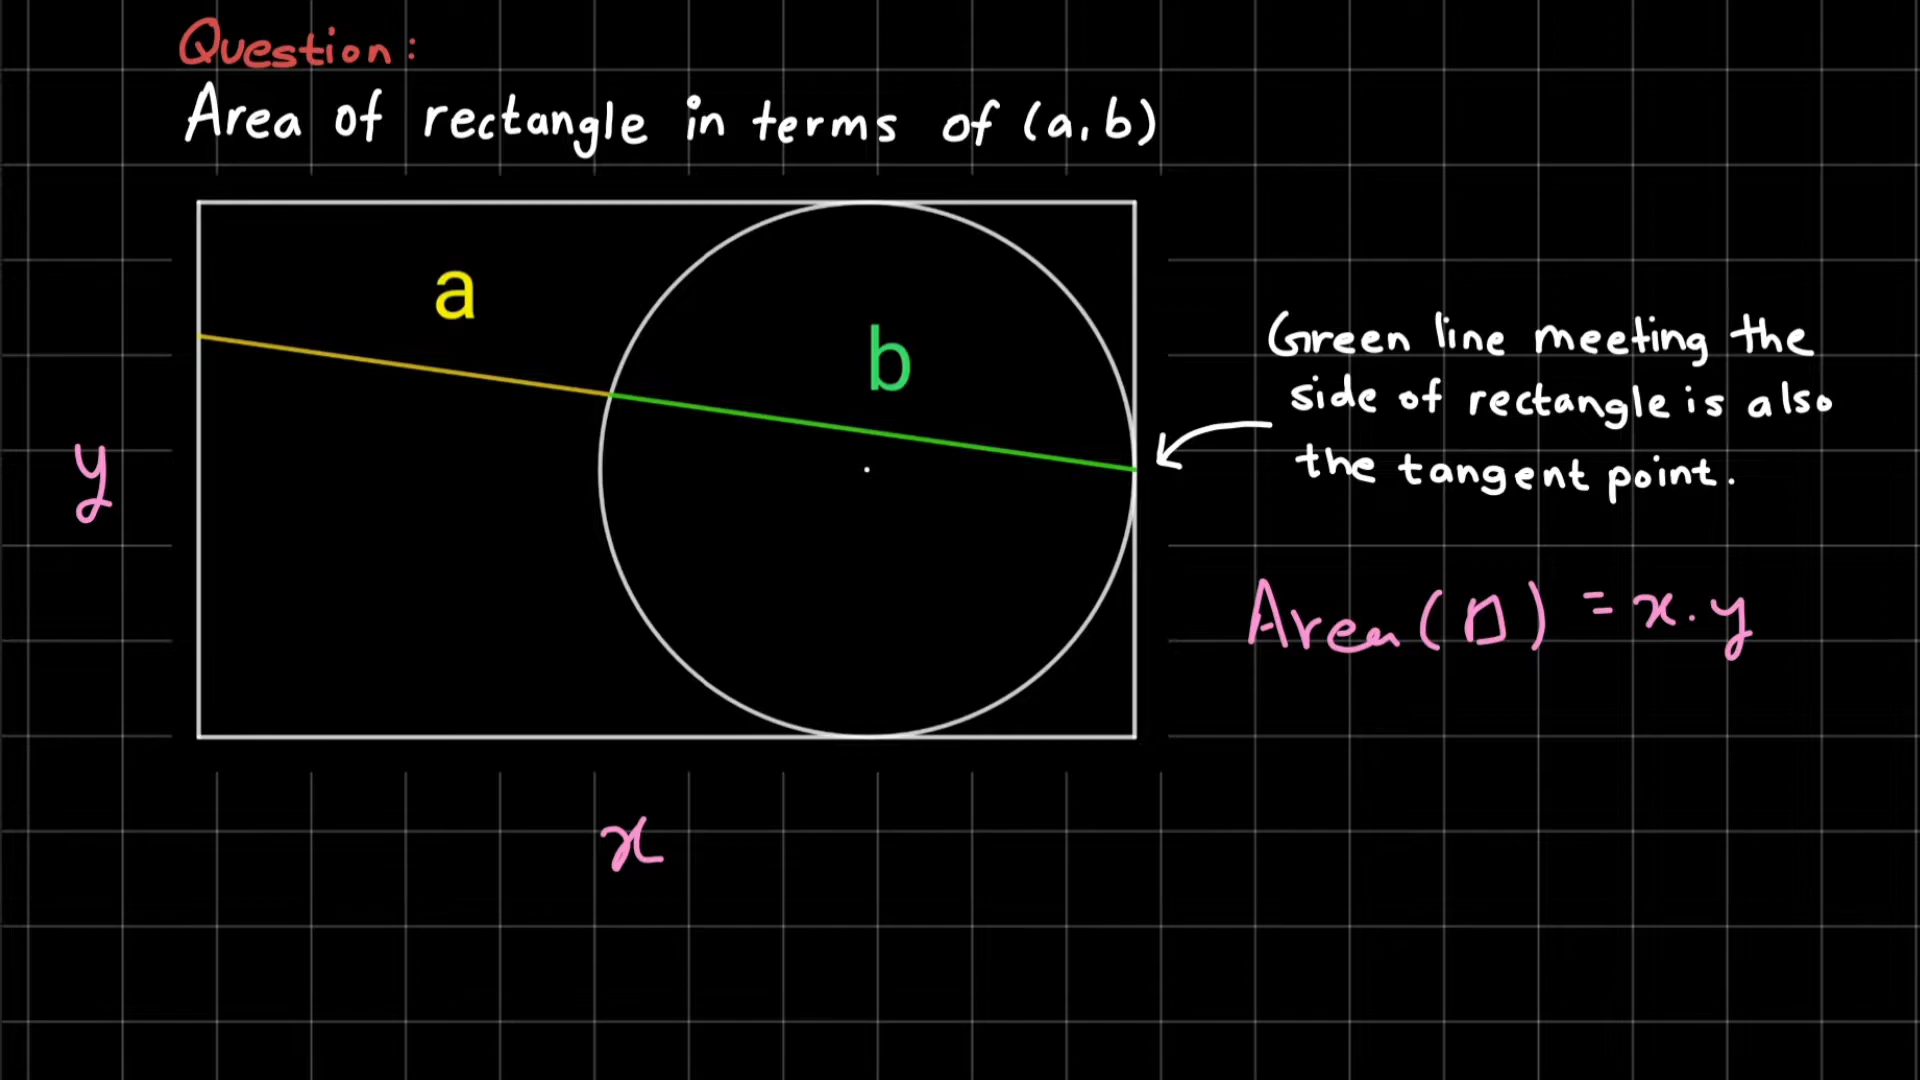 Question:
Area of rectangle in terms of (a,b)
a
b
Green line meeting the
side of rectangle is also
the tangent point.
y
Area(□) = x.y
x